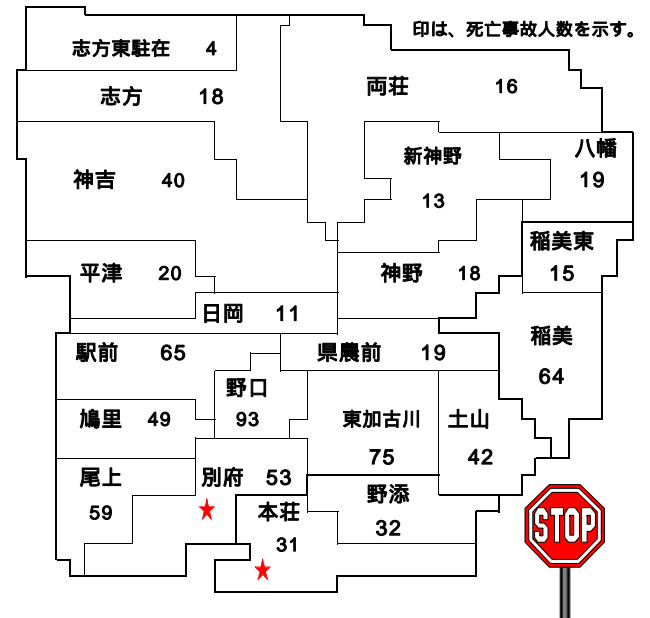 印は、死亡事故人数を示す。
志方東駐在 4
志方 18
両荘 16
八幡
19
新神野
13
神吉 40
稲美東
15
平津 20
神野 18
日岡 11
稲美
64
駅前 65
県農前 19
野口
93
鳩里 49
東加古川
75
土山
42
尾上
59
別府 53
野添
32
本荘
31
STOP